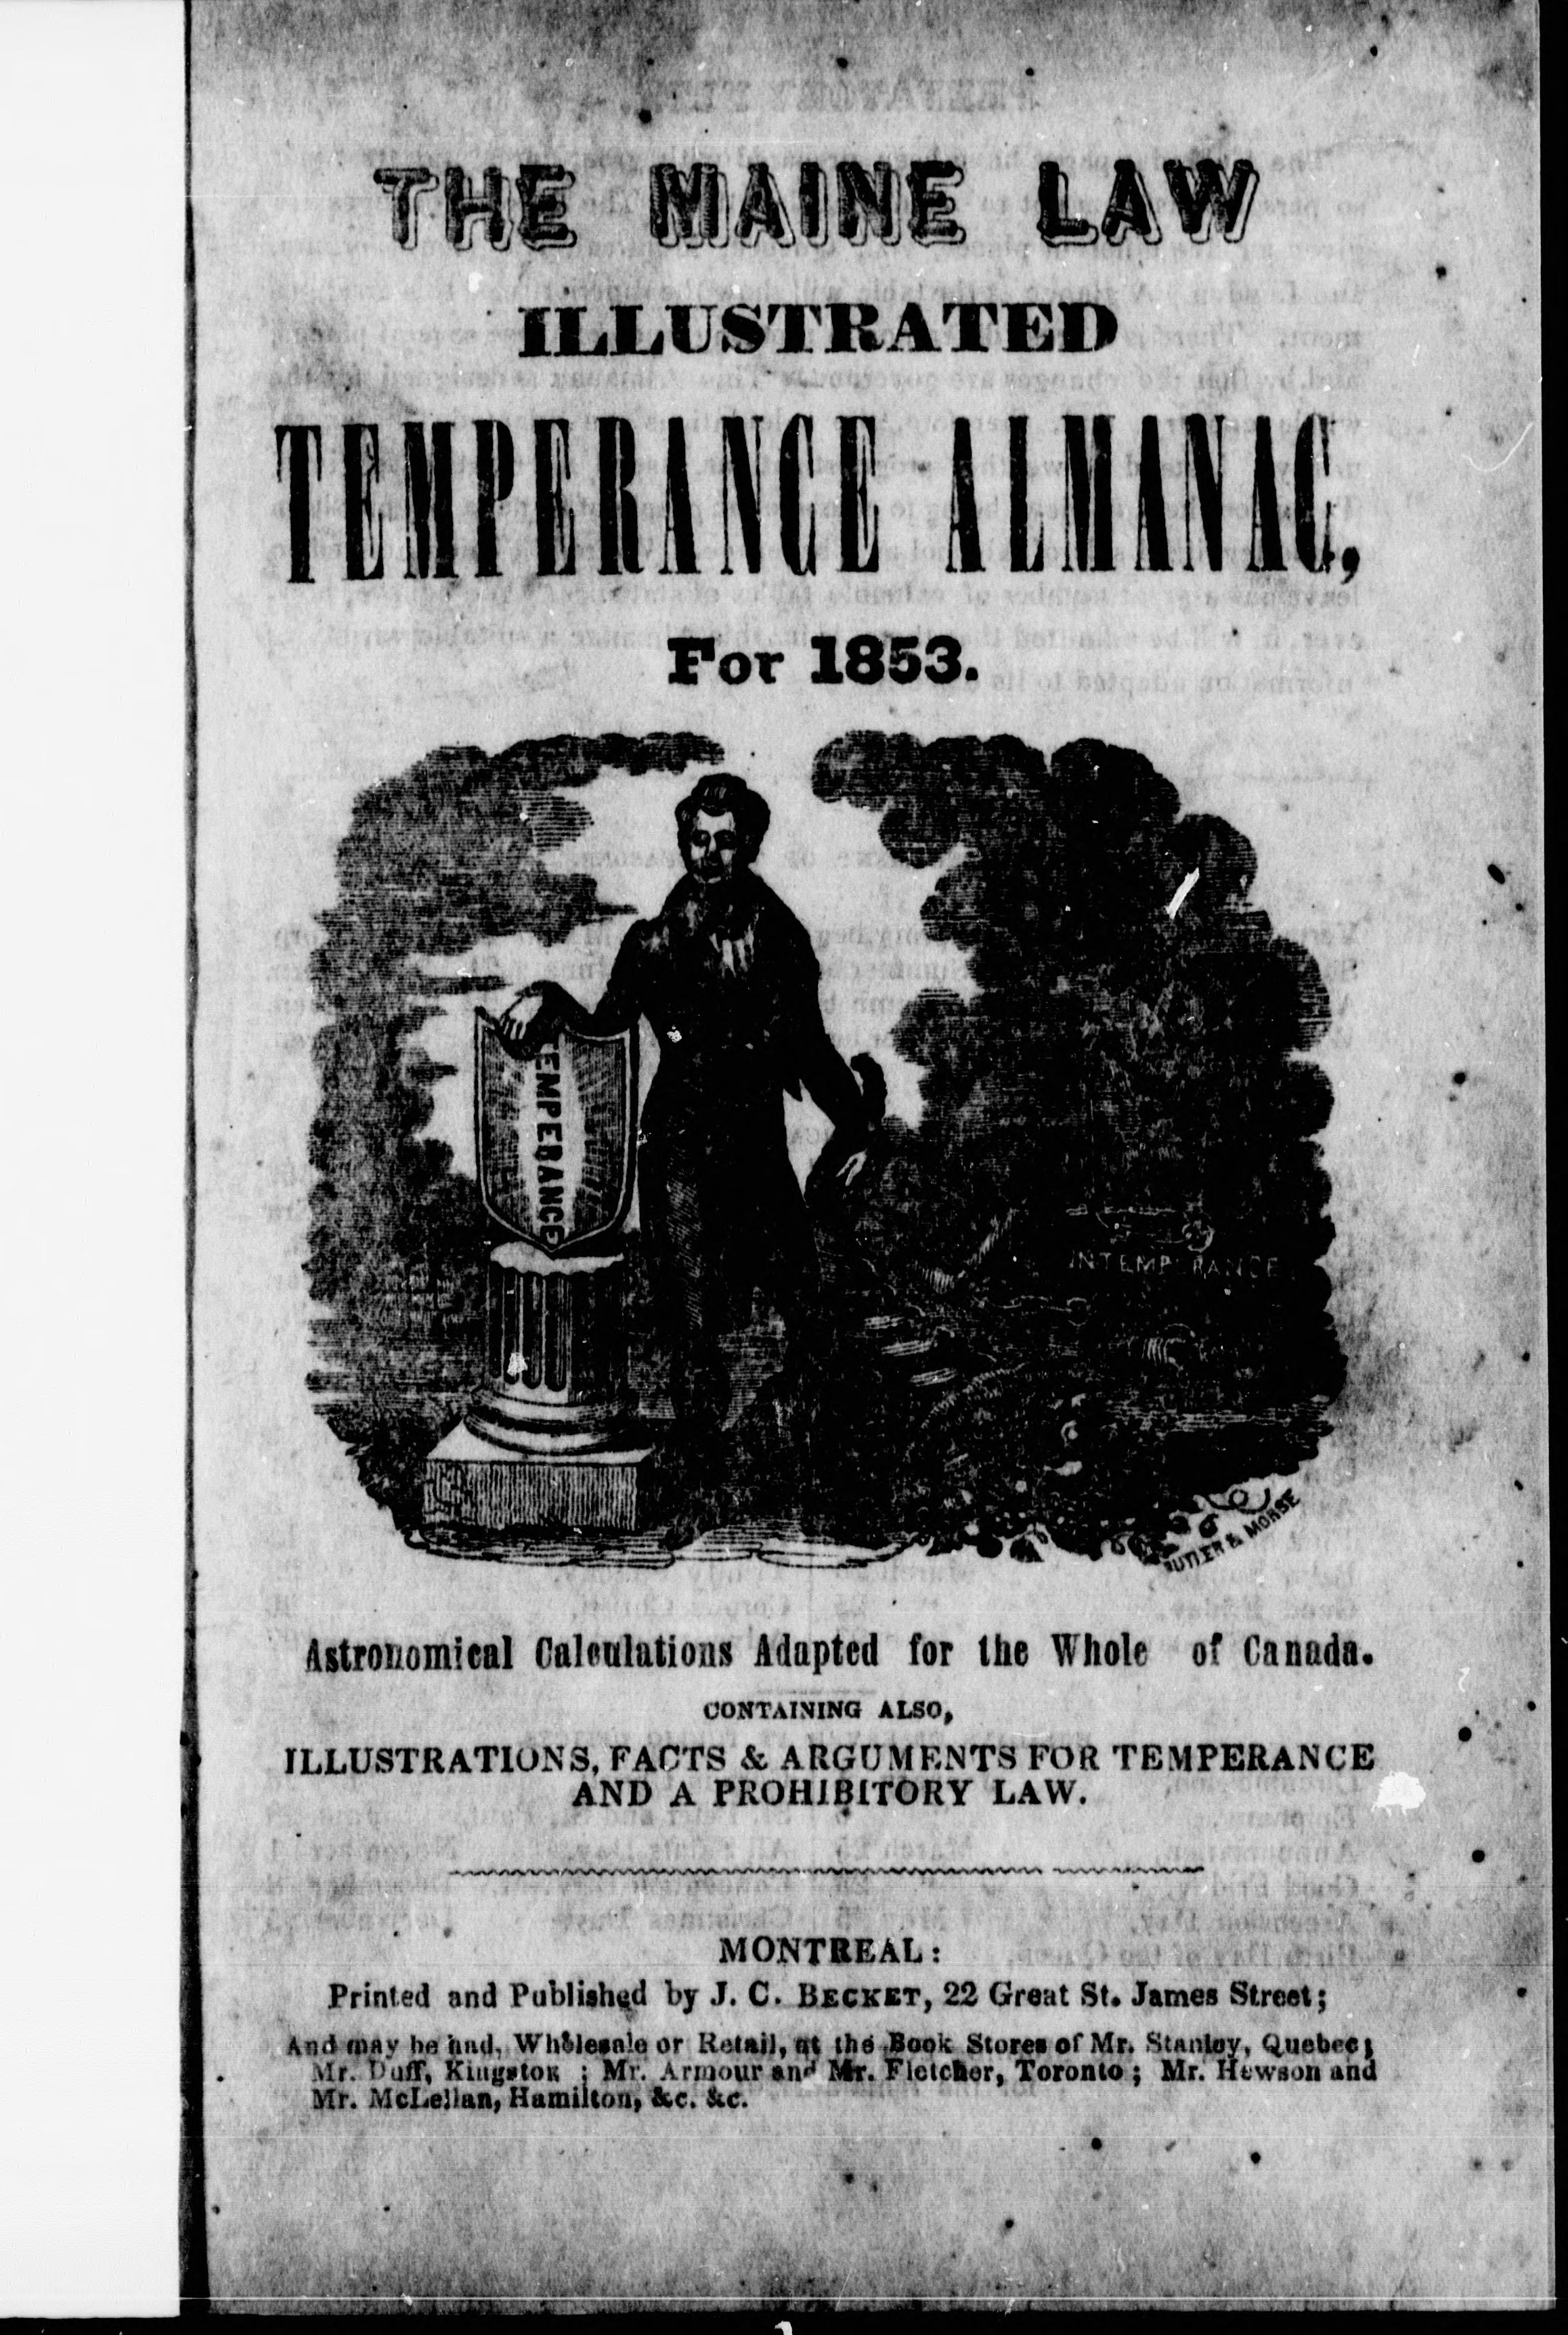 THE MAINE LAW
ILLUSTRATED
TEMPERANCE ALMANAC,
For 1853.
TEMPERANCE
INTEMPERANCE
BUTLER & MORSE
Astronomical Calculations Adapted for the Whole of Canada.
CONTAINING ALSO,
ILLUSTRATIONS, FACTS & ARGUMENTS FOR TEMPERANCE
AND A PROHIBITORY LAW.
MONTREAL:
Printed and Published by J. C. BECKET, 22 Great St. James Street;
And may be had, Wholesale or Retail, at the Book Stores of Mr. Stanley, Quebec;
Mr. Duff, Kingston ; Mr. Armour and Mr. Fletcher, Toronto ; Mr. Hewson and
Mr. McLellan, Hamilton, &c. &c.